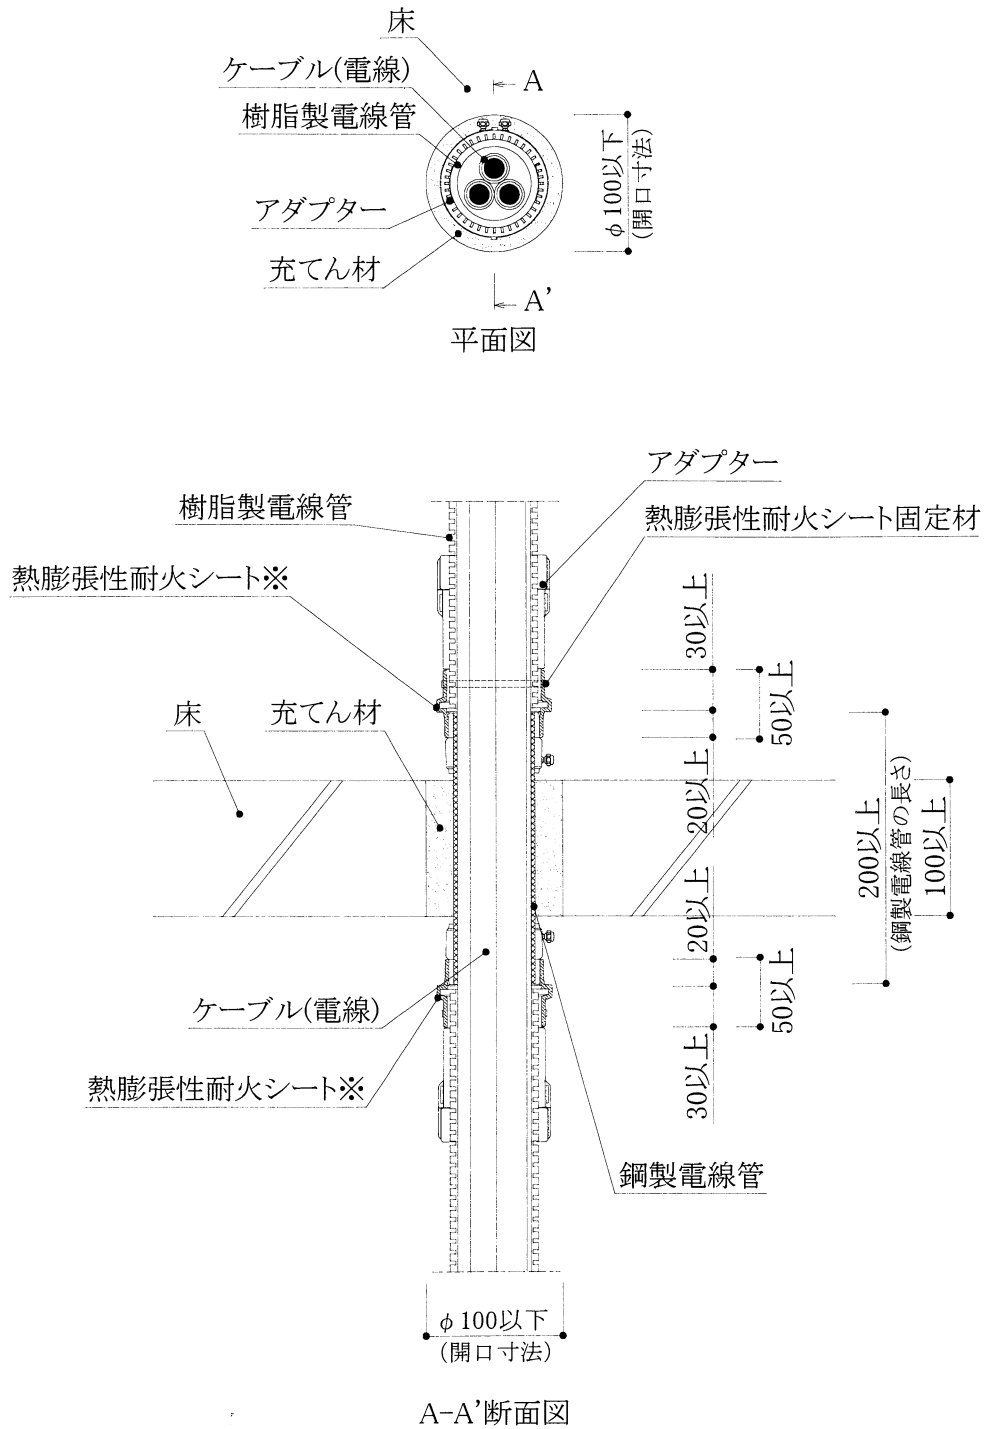 床
ケーブル(電線)
A
樹脂製電線管
アダプター
充てん材
φ100以下
(開口寸法)
A'
平面図
アダプター
樹脂製電線管
熱膨張性耐火シート固定材
熱膨張性耐火シート※
30以上
50以上
床
充てん材
20以上
200以上
(鋼製電線管の長さ)
100以上
20以上
50以上
ケーブル(電線)
30以上
熱膨張性耐火シート※
鋼製電線管
φ100以下
(開口寸法)
A-A'断面図